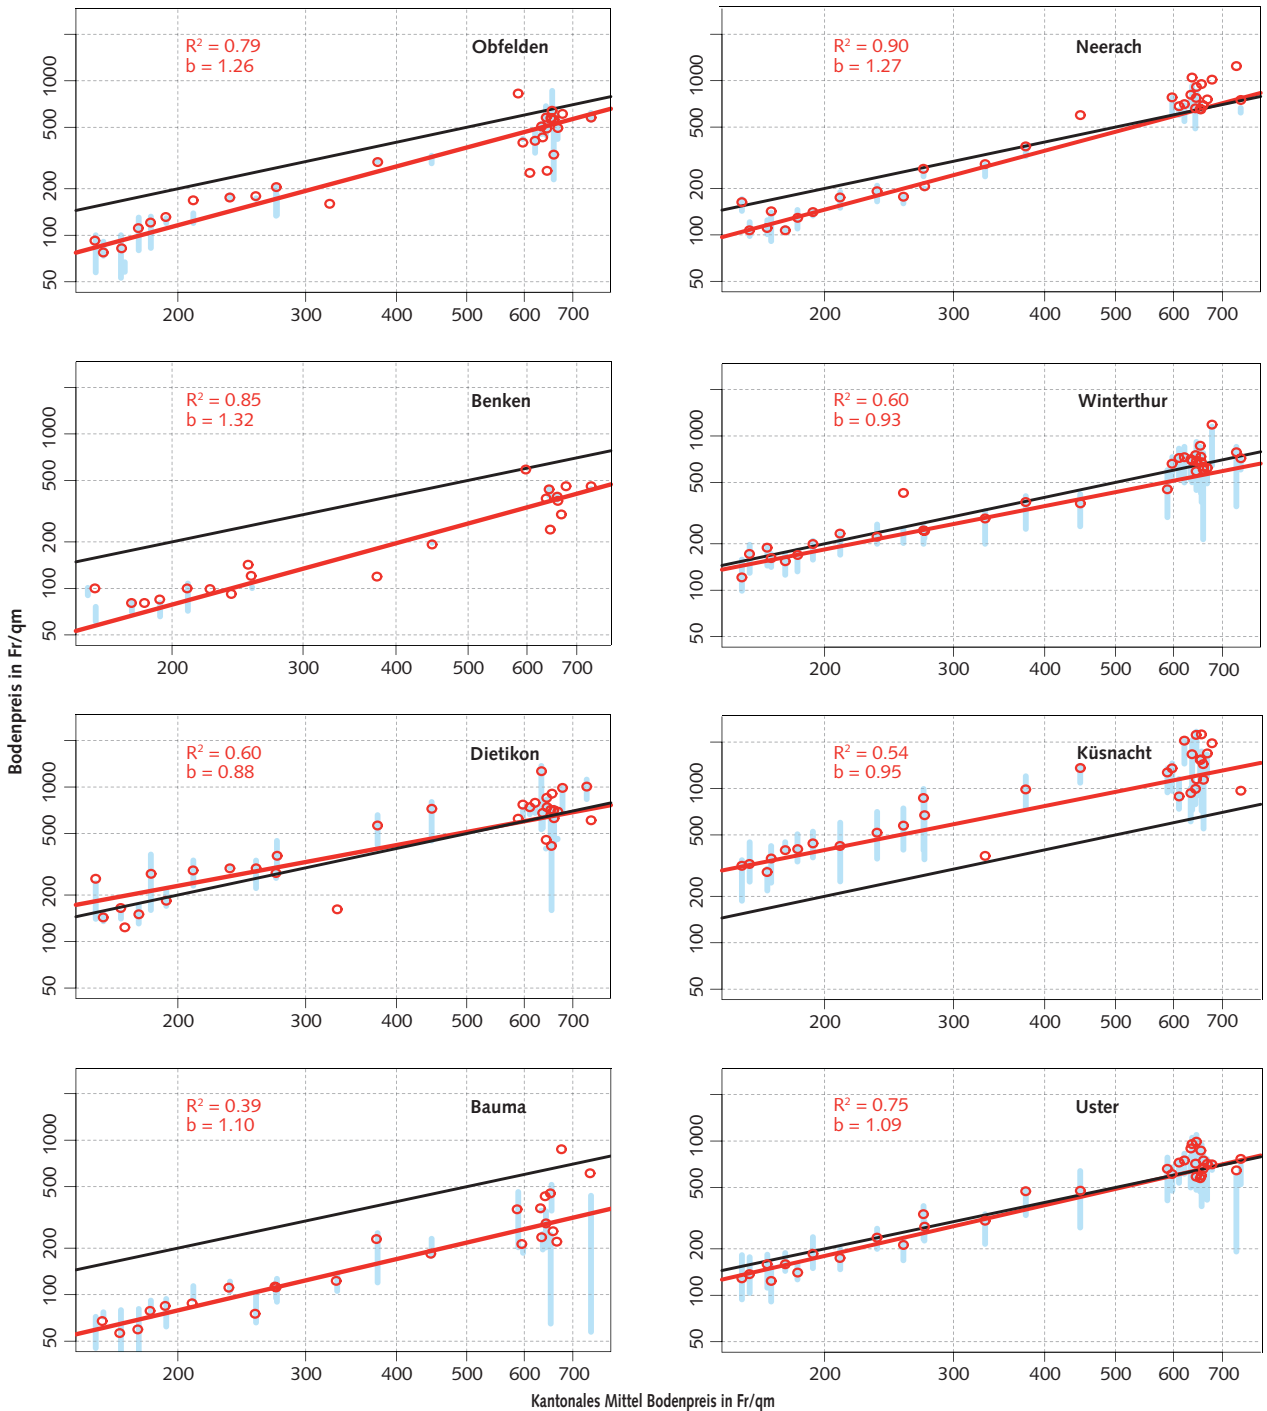 R² = 0.79
b = 1.26
Obfelden
1000
500
200
100
50
200 300 400 500 600 700
R² = 0.90
b = 1.27
Neerach
1000
500
200
100
50
200 300 400 500 600 700
R² = 0.85
b = 1.32
Benken
1000
500
200
100
50
200 300 400 500 600 700
R² = 0.60
b = 0.93
Winterthur
1000
500
200
100
50
200 300 400 500 600 700
Bodenpreis in Fr/qm
R² = 0.60
b = 0.88
Dietikon
1000
500
200
100
50
200 300 400 500 600 700
R² = 0.54
b = 0.95
Küsnacht
1000
500
200
100
50
200 300 400 500 600 700
R² = 0.39
b = 1.10
Bauma
1000
500
200
100
50
200 300 400 500 600 700
R² = 0.75
b = 1.09
Uster
1000
500
200
100
50
200 300 400 500 600 700
Kantonales Mittel Bodenpreis in Fr/qm